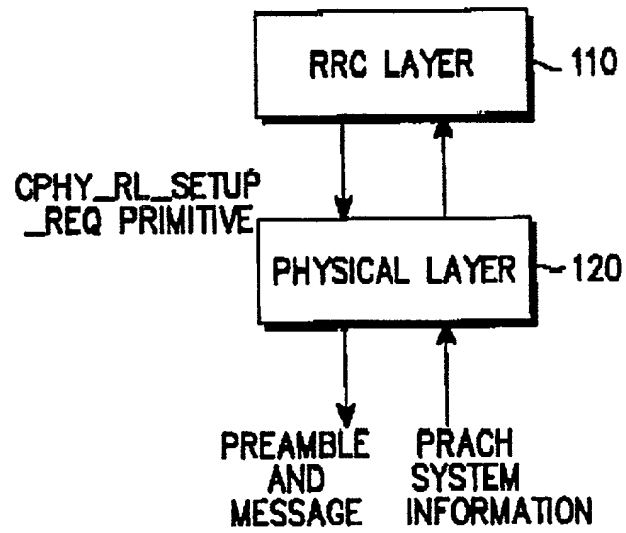 RRC LAYER
110
CPHY_RL_SETUP
_REQ PRIMITIVE
PHYSICAL LAYER
120
PREAMBLE
AND
MESSAGE
PRACH
SYSTEM
INFORMATION